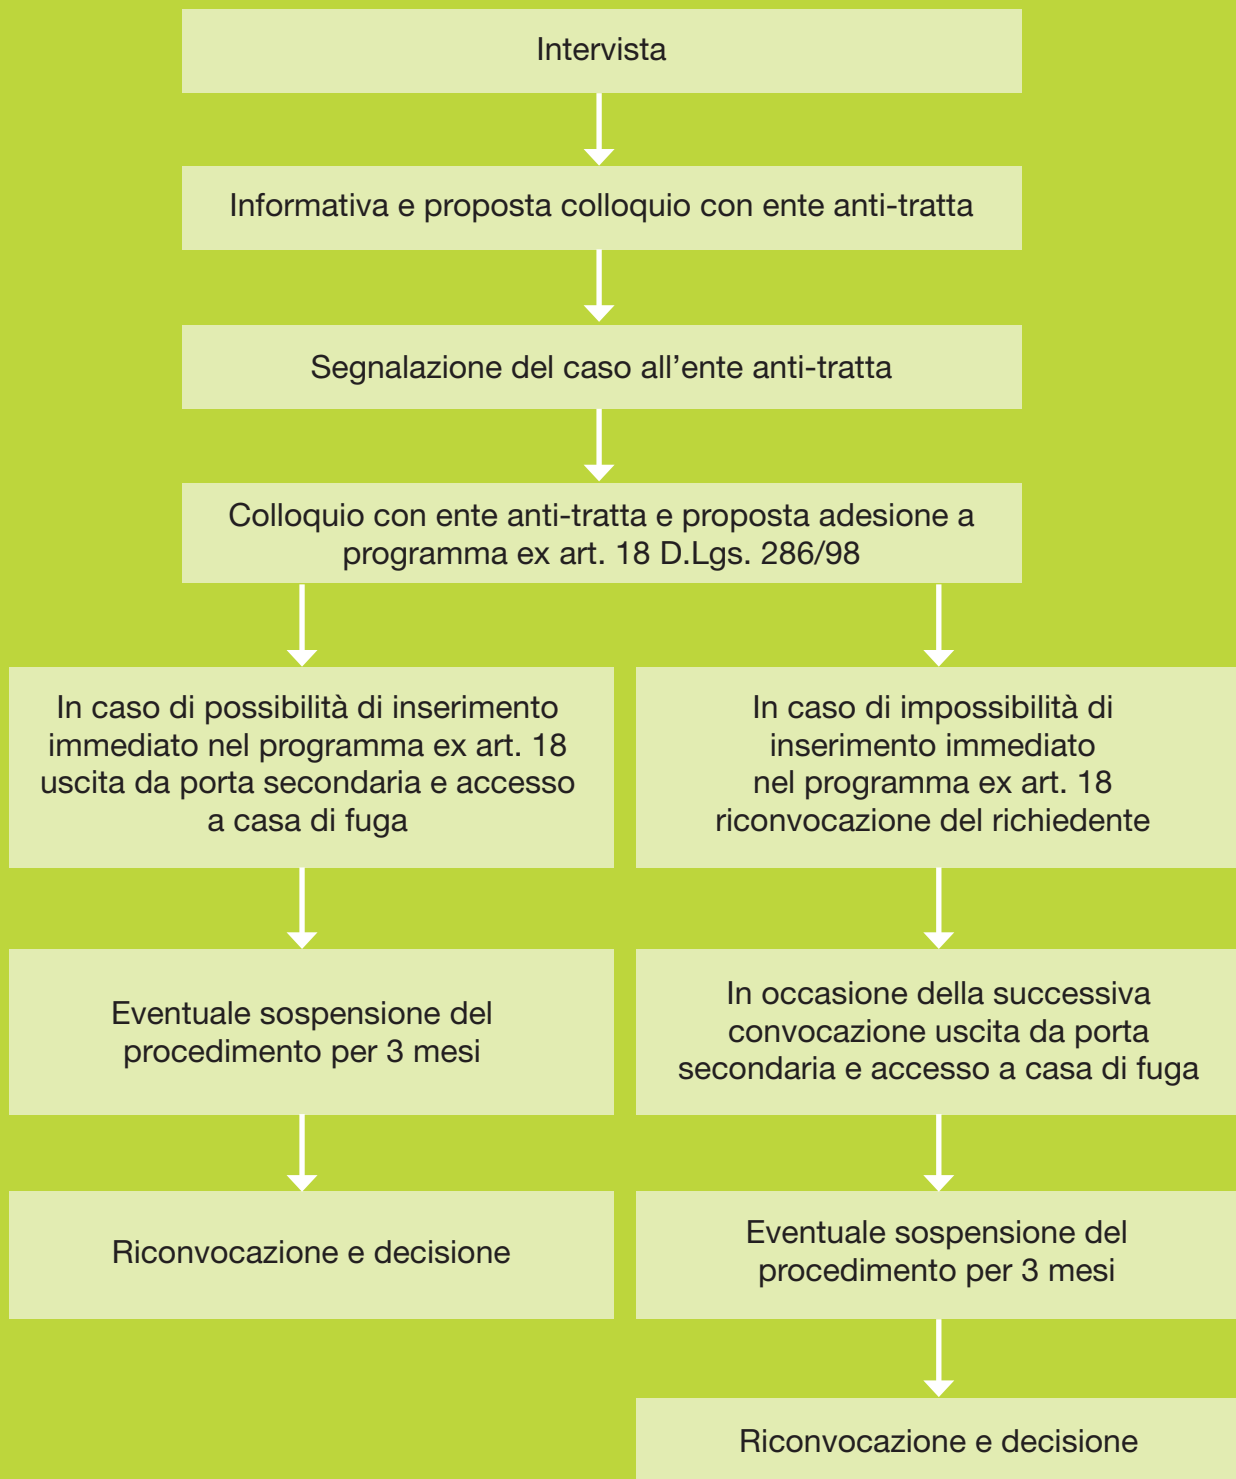 Intervista
Informativa e proposta colloquio con ente anti-tratta
Segnalazione del caso all’ente anti-tratta
Colloquio con ente anti-tratta e proposta adesione a
programma ex art. 18 D.Lgs. 286/98
In caso di possibilità di inserimento
immediato nel programma ex art. 18
uscita da porta secondaria e accesso
a casa di fuga
Eventuale sospensione del
procedimento per 3 mesi
Riconvocazione e decisione
In caso di impossibilità di
inserimento immediato
nel programma ex art. 18
riconvocazione del richiedente
In occasione della successiva
convocazione uscita da porta
secondaria e accesso a casa di fuga
Eventuale sospensione del
procedimento per 3 mesi
Riconvocazione e decisione